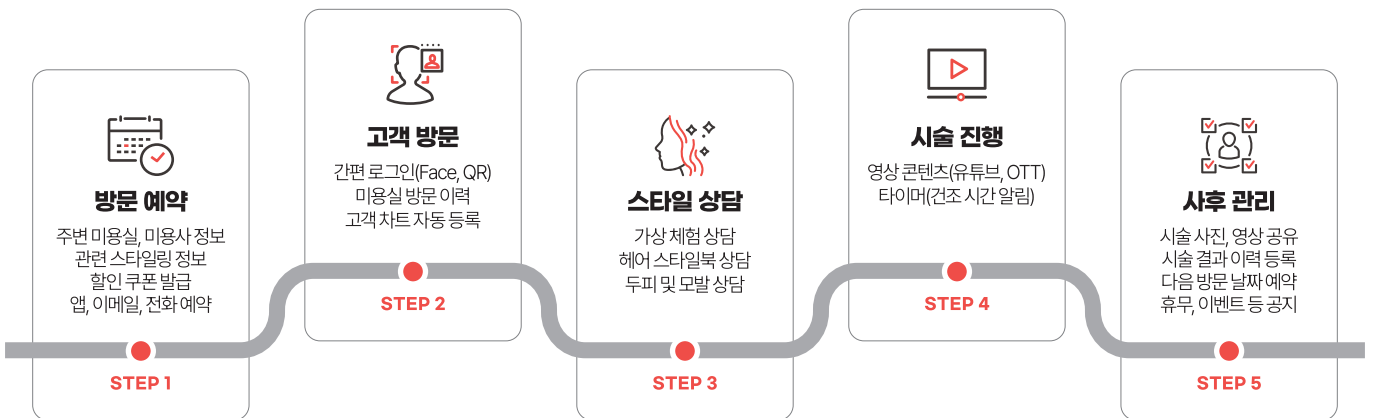 방문 예약
주변 미용실, 미용사 정보
관련 스타일링 정보
할인 쿠폰 발급
앱, 이메일, 전화 예약
STEP 1
고객 방문
간편 로그인(Face, QR)
미용실 방문 이력
고객 차트 자동 등록
STEP 2
스타일 상담
가상 체험 상담
헤어 스타일북 상담
두피 및 모발 상담
STEP 3
시술 진행
영상 콘텐츠(유튜브, OTT)
타이머(건조 시간 알림)
STEP 4
사후 관리
시술 사진, 영상 공유
시술 결과 이력 등록
다음 방문 날짜 예약
휴무, 이벤트 등 공지
STEP 5